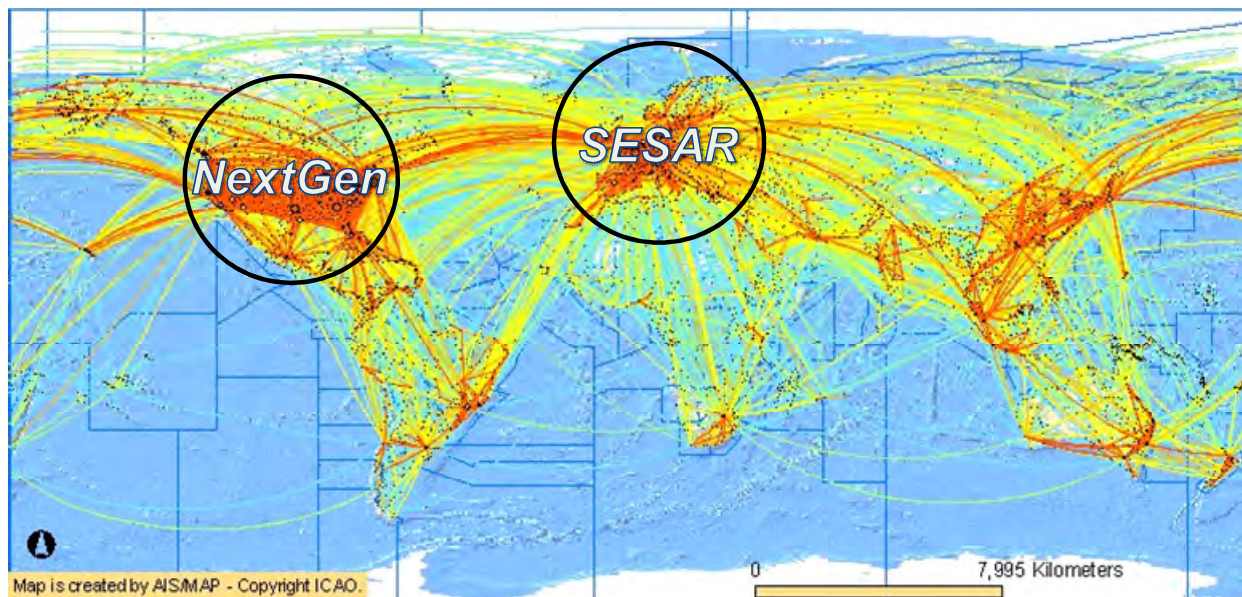 NextGen
SESAR
0
7,995 Kilometers
Map is created by AIS/MAP - Copyright ICAO.